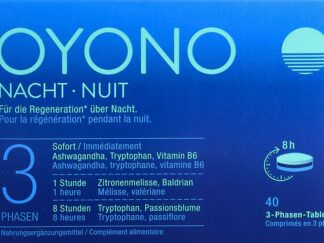 OYONO
NACHT · NUIT
Für die Regeneration* über Nacht.
Pour la régénération* pendant la nuit.
3
PHASEN
Sofort / Immédiatement
Ashwagandha, Tryptophan, Vitamin B6
Ashwagandha, tryptophane, vitamine B6
1 Stunde Zitronenmelisse, Baldrian
1 heure Mélisse, valériane
8 Stunden Tryptophan, Passionsblume
8 heures Tryptophane, passiflore
Nahrungsergänzungsmittel / Complément alimentaire
8h
40
3-Phasen-Table
Comprimés en 3 p